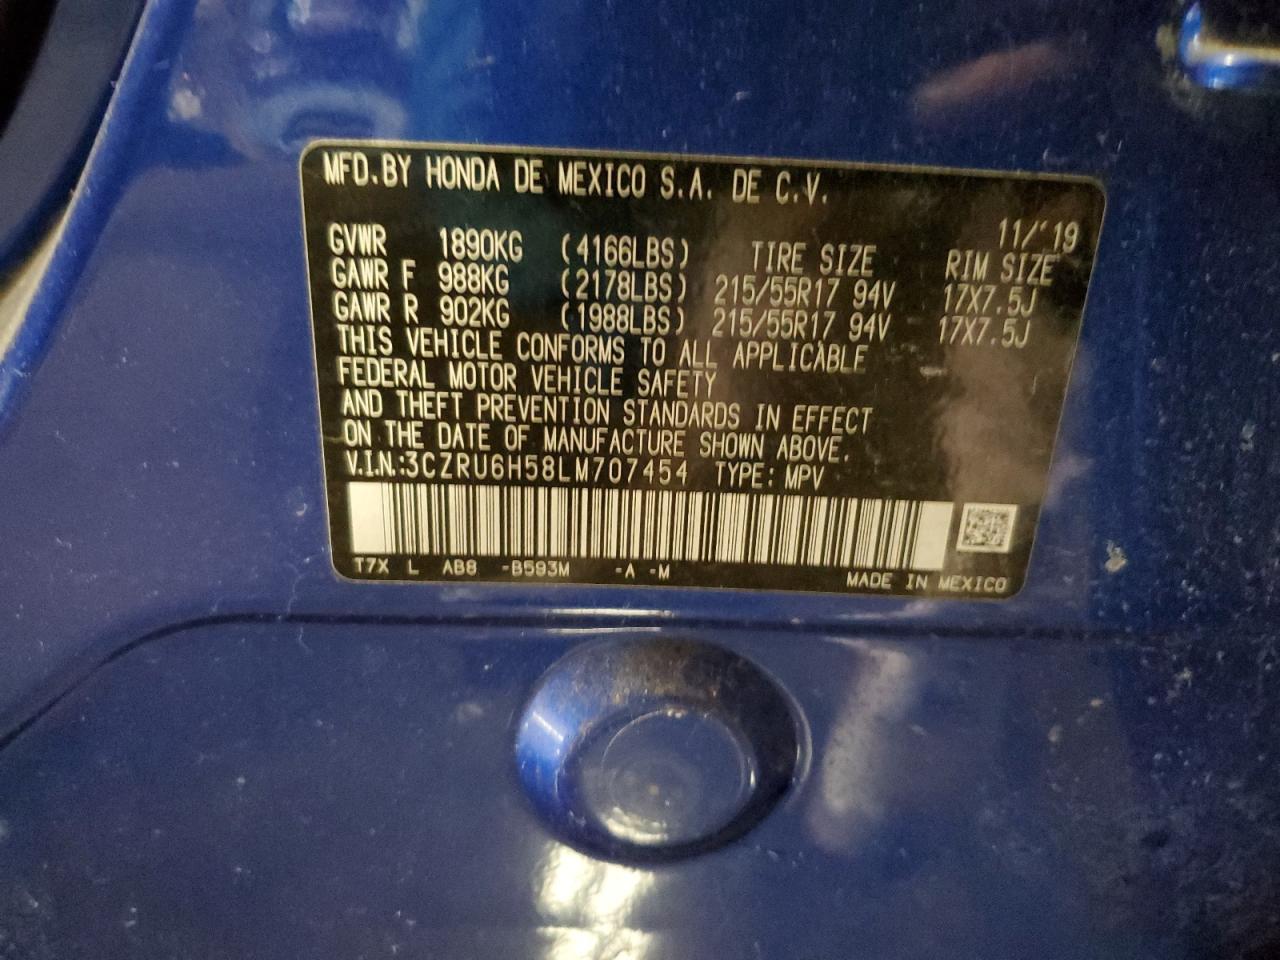 MFD.BY HONDA DE MEXICO S.A. DE C.V.
11/'19
GVWR 1890KG (4166LBS) TIRE SIZE RIM SIZE
GAWR F 988KG (2178LBS) 215/55R17 94V 17X7.5J
GAWR R 902KG (1988LBS) 215/55R17 94V 17X7.5J
THIS VEHICLE CONFORMS TO ALL APPLICABLE
FEDERAL MOTOR VEHICLE SAFETY
AND THEFT PREVENTION STANDARDS IN EFFECT
ON THE DATE OF MANUFACTURE SHOWN ABOVE.
V.I.N.:3CZRU6H58LM707454 TYPE: MPV
T7X L AB8 -B593M -A -M
MADE IN MEXICO